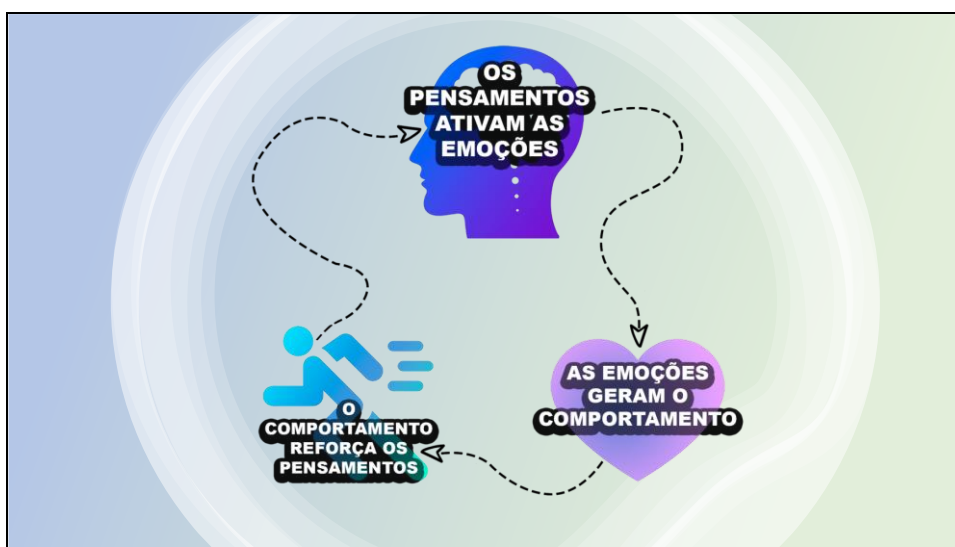 OS
PENSAMENTOS
ATIVAM AS
EMOÇÕES
AS EMOÇÕES
GERAM O
COMPORTAMENTO
O
COMPORTAMENTO
REFORÇA OS
PENSAMENTOS